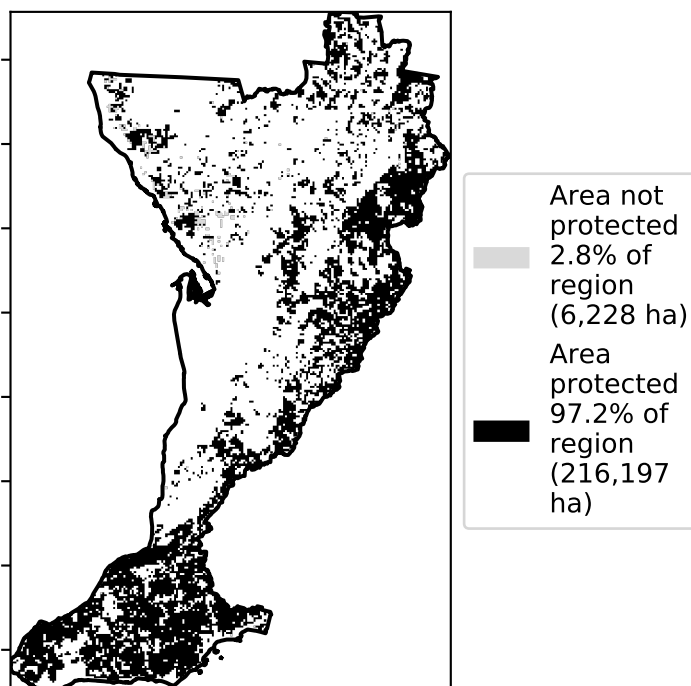 Area not
protected
2.8% of
region
(6,228 ha)
Area
protected
97.2% of
region
(216,197
ha)